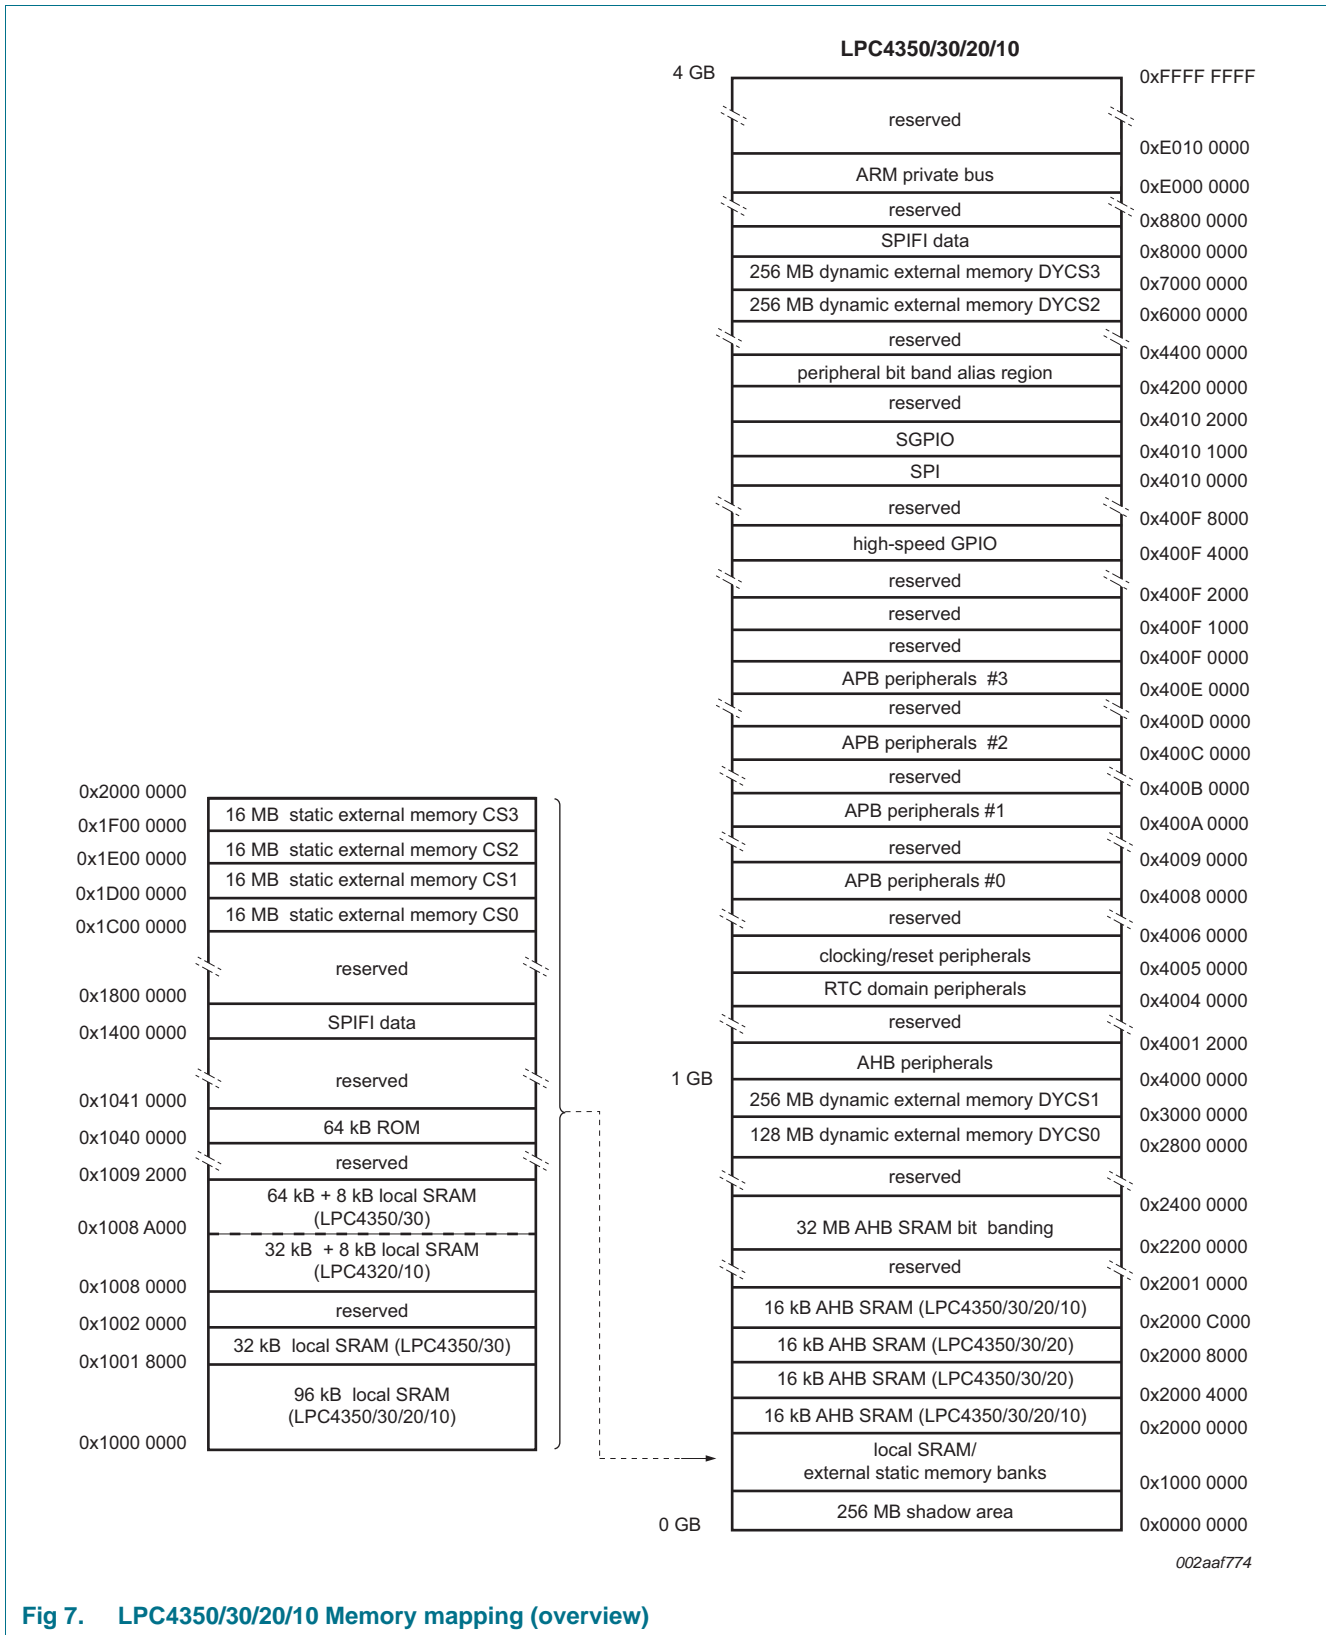 LPC4350/30/20/10
4 GB
0xFFFF FFFF
reserved
0xE010 0000
ARM private bus
0xE000 0000
reserved
0x8800 0000
SPIFI data
0x8000 0000
256 MB dynamic external memory DYCS3
0x7000 0000
256 MB dynamic external memory DYCS2
0x6000 0000
reserved
0x4400 0000
peripheral bit band alias region
0x4200 0000
reserved
0x4010 2000
SGPIO
0x4010 1000
SPI
0x4010 0000
reserved
0x400F 8000
high-speed GPIO
0x400F 4000
reserved
0x400F 2000
reserved
0x400F 1000
reserved
0x400F 0000
APB peripherals #3
0x400E 0000
reserved
0x400D 0000
APB peripherals #2
0x400C 0000
reserved
0x400B 0000
APB peripherals #1
0x400A 0000
reserved
0x4009 0000
APB peripherals #0
0x4008 0000
reserved
0x4006 0000
clocking/reset peripherals
0x4005 0000
RTC domain peripherals
0x4004 0000
reserved
0x4001 2000
AHB peripherals
1 GB
0x4000 0000
256 MB dynamic external memory DYCS1
0x3000 0000
128 MB dynamic external memory DYCS0
0x2800 0000
reserved
0x2400 0000
32 MB AHB SRAM bit banding
0x2200 0000
reserved
0x2001 0000
16 kB AHB SRAM (LPC4350/30/20/10)
0x2000 C000
16 kB AHB SRAM (LPC4350/30/20)
0x2000 8000
16 kB AHB SRAM (LPC4350/30/20)
0x2000 4000
16 kB AHB SRAM (LPC4350/30/20/10)
0x2000 0000
local SRAM/
external static memory banks
0x1000 0000
256 MB shadow area
0 GB
0x0000 0000
0x2000 0000
16 MB static external memory CS3
0x1F00 0000
16 MB static external memory CS2
0x1E00 0000
16 MB static external memory CS1
0x1D00 0000
16 MB static external memory CS0
0x1C00 0000
reserved
0x1800 0000
SPIFI data
0x1400 0000
reserved
0x1041 0000
64 kB ROM
0x1040 0000
reserved
0x1009 2000
64 kB + 8 kB local SRAM
(LPC4350/30)
0x1008 A000
32 kB + 8 kB local SRAM
(LPC4320/10)
0x1008 0000
reserved
0x1002 0000
32 kB local SRAM (LPC4350/30)
0x1001 8000
96 kB local SRAM
(LPC4350/30/20/10)
0x1000 0000
002aaf774
Fig 7. LPC4350/30/20/10 Memory mapping (overview)